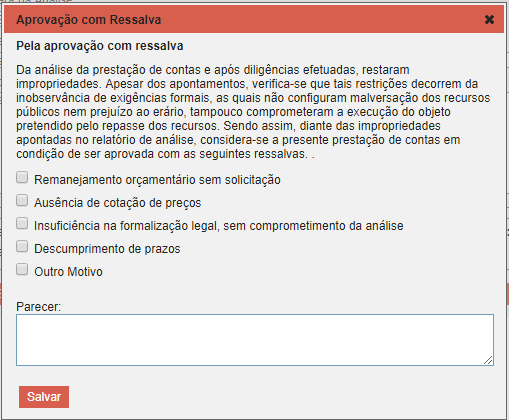 Aprovação com Ressalva
Pela aprovação com ressalva
Da análise da prestação de contas e após diligências efetuadas, restaram
impropriedades. Apesar dos apontamentos, verifica-se que tais restrições decorrem da
inobservância de exigências formais, as quais não configuram malversação dos recursos
públicos nem prejuízo ao erário, tampouco comprometeram a execução do objeto
pretendido pelo repasse dos recursos. Sendo assim, diante das impropriedades
apontadas no relatório de análise, considera-se a presente prestação de contas em
condição de ser aprovada com as seguintes ressalvas. .
Remanejamento orçamentário sem solicitação
Ausência de cotação de preços
Insuficiência na formalização legal, sem comprometimento da análise
Descumprimento de prazos
Outro Motivo
Parecer:
Salvar